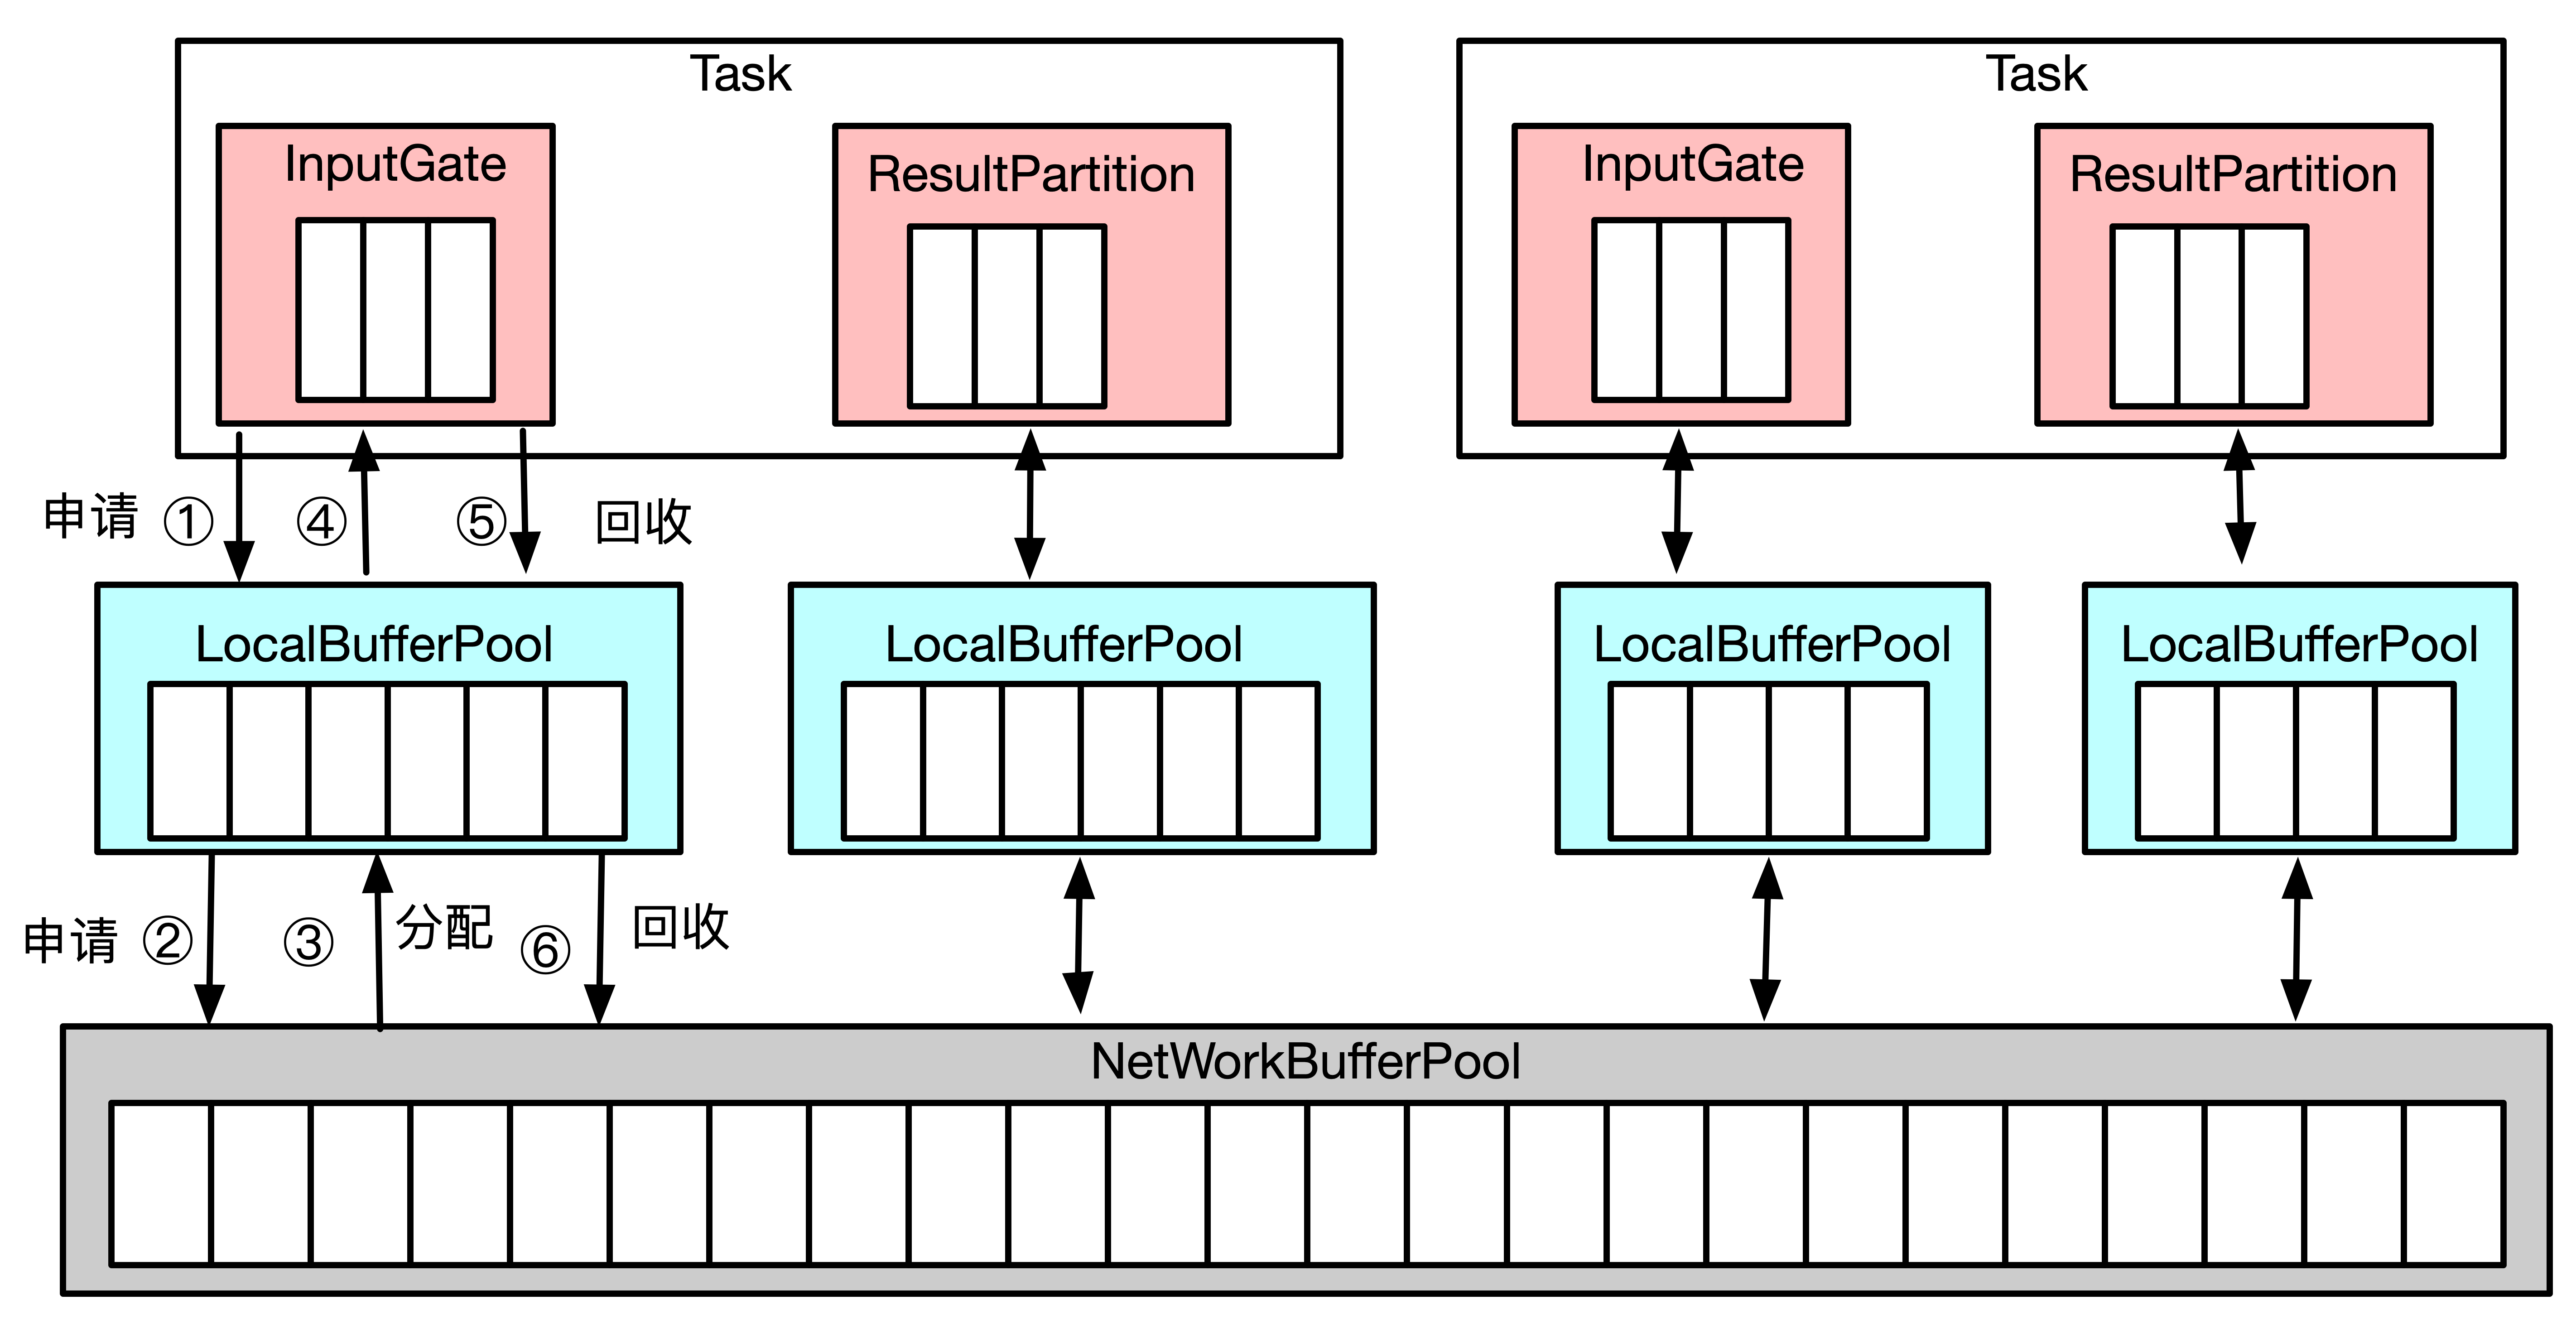 Task
Task
InputGate
ResultPartition
InputGate
ResultPartition
申请 ① ④ ⑤ 回收
LocalBufferPool
LocalBufferPool
LocalBufferPool
LocalBufferPool
申请 ② ③ 分配 ⑥ 回收
NetWorkBufferPool